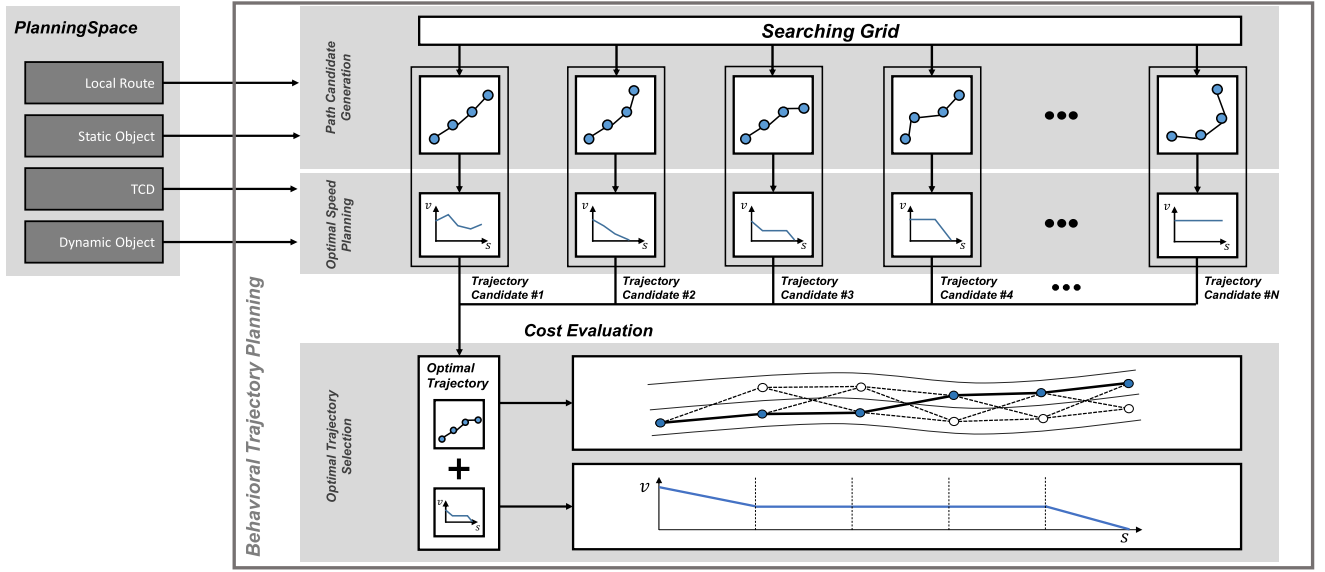 PlanningSpace
Local Route
Static Object
TCD
Dynamic Object
Behavioral Trajectory Planning
Path Candidate
Generation
Searching Grid
Optimal Speed
Planning
v
s
v
s
v
s
v
s
v
s
Trajectory
Candidate #1
Trajectory
Candidate #2
Trajectory
Candidate #3
Trajectory
Candidate #4
Trajectory
Candidate #N
Cost Evaluation
Optimal Trajectory
Selection
Optimal
Trajectory
+
v
s
v
s